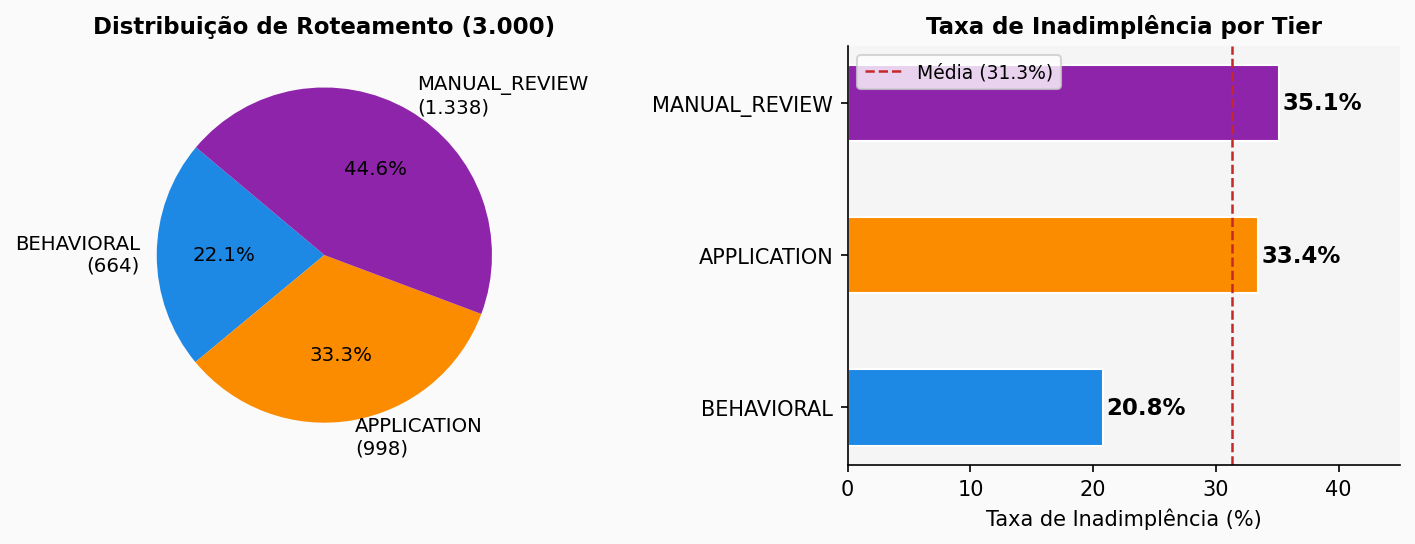 Distribuição de Roteamento (3.000)
MANUAL_REVIEW
(1.338)
44.6%
BEHAVIORAL
(664)
22.1%
33.3%
APPLICATION
(998)
Taxa de Inadimplência por Tier
Média (31.3%)
MANUAL_REVIEW
35.1%
APPLICATION
33.4%
BEHAVIORAL
20.8%
0 10 20 30 40
Taxa de Inadimplência (%)